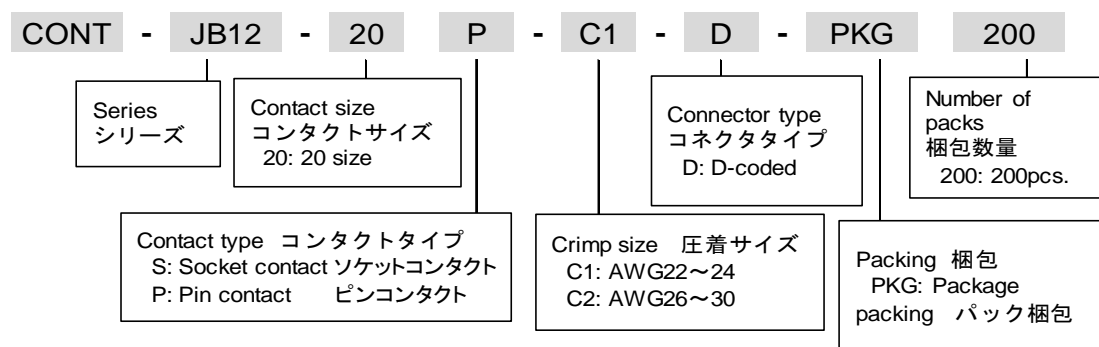 CONT - JB12 - 20 P - C1 - D - PKG 200
Series
シリーズ
Contact size
コンタクトサイズ
20: 20 size
Connector type
コネクタタイプ
D: D-coded
Number of
packs
梱包数量
200: 200pcs.
Contact type コンタクトタイプ
S: Socket contact ソケットコンタクト
P: Pin contact ピンコンタクト
Crimp size 圧着サイズ
C1: AWG22～24
C2: AWG26～30
Packing 梱包
PKG: Package
packing パック梱包